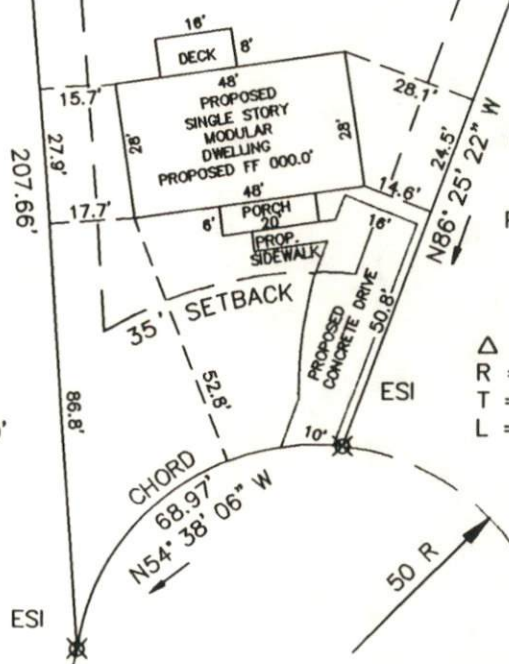 16'
DECK
8'
48'
15.7'
28.1'
PROPOSED
SINGLE STORY
MODULAR
DWELLING
PROPOSED FF 000.0'
28'
28'
27.9'
207.66'
24.5'
N86° 25' 22" W
17.7'
48'
14.6'
PORCH
20'
6'
PROP.
SIDEWALK
16'
35' SETBACK
PROPOSED
CONCRETE DRIVE
50.8'
Δ
R =
T =
L =
ESI
52.8'
86.8'
10'
CHORD
68.97'
N54° 38' 06" W
50 R
ESI